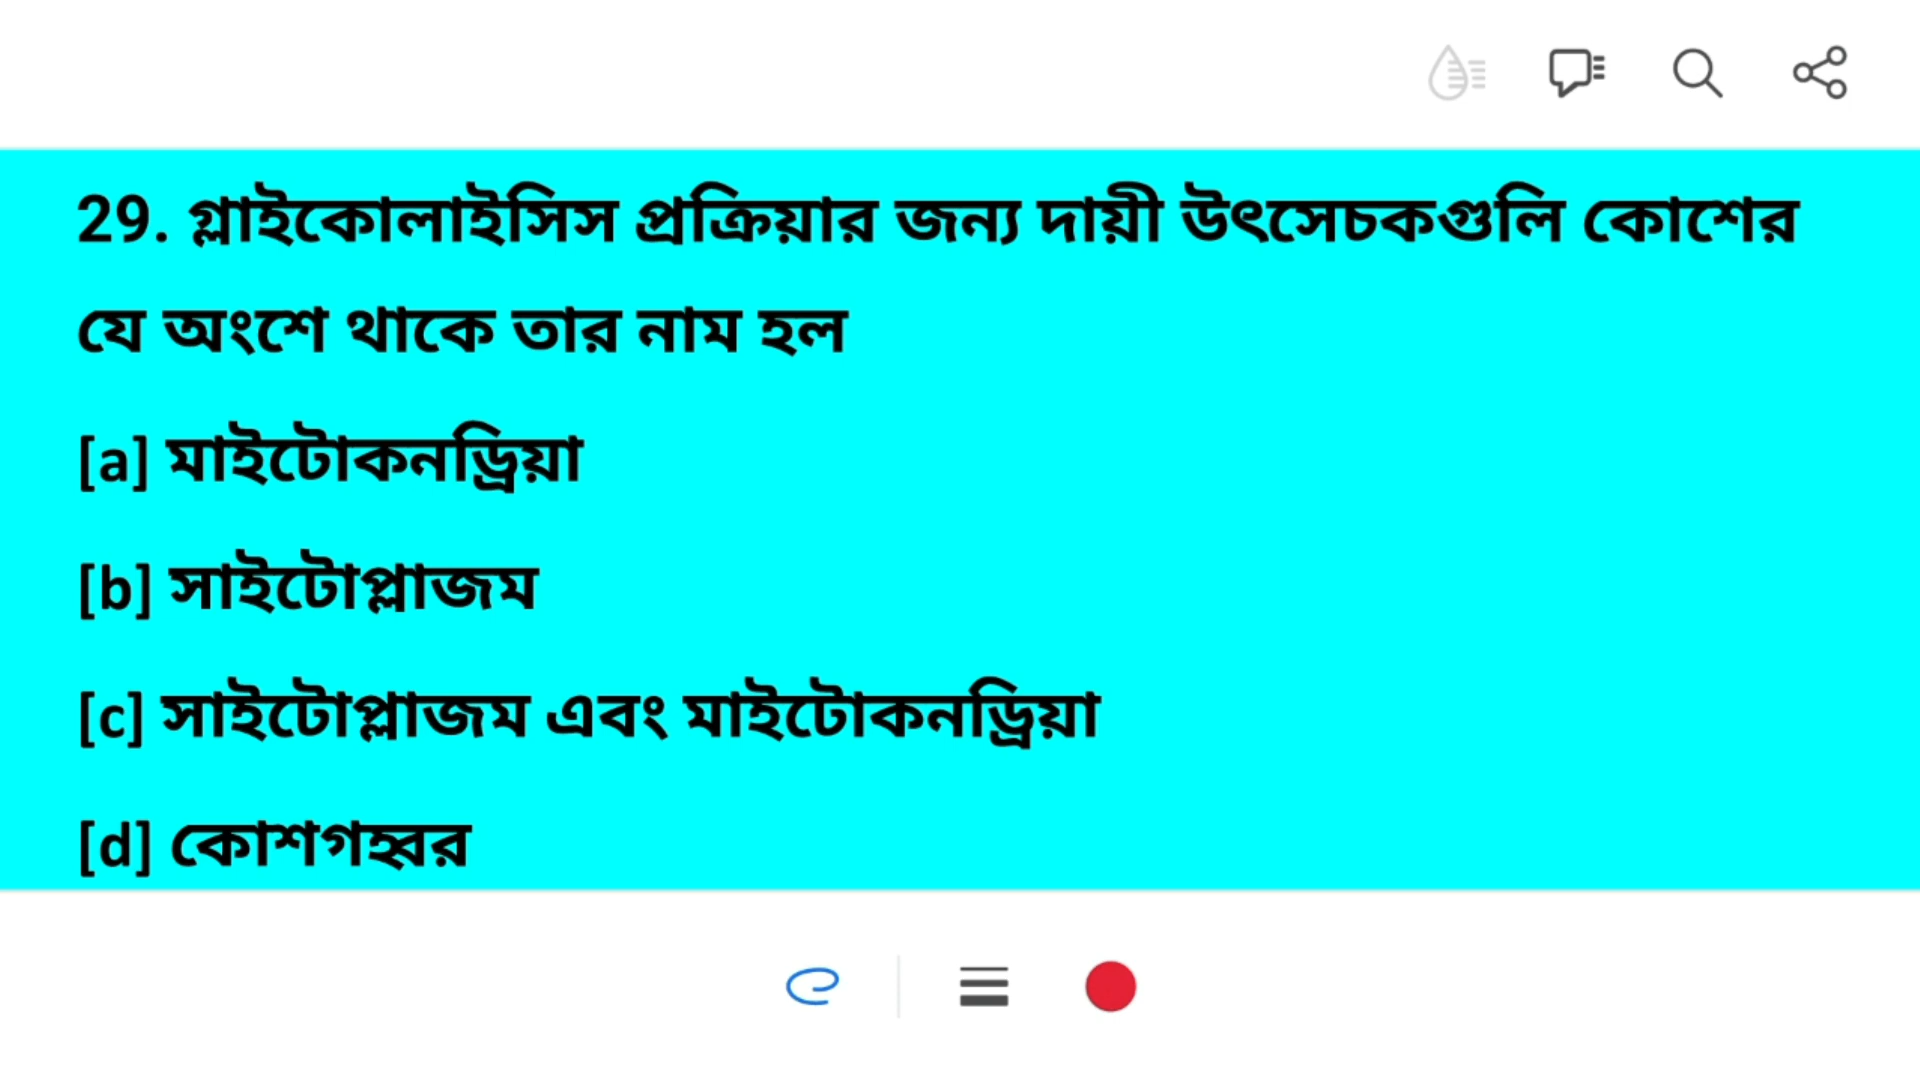 29. গ্লাইকোলাইসিস প্রক্রিয়ার জন্য দায়ী উৎসেচকগুলি কোশের
যে অংশে থাকে তার নাম হল
[a] মাইটোকনড্রিয়া
[b] সাইটোপ্লাজম
[c] সাইটোপ্লাজম এবং মাইটোকনড্রিয়া
[d] কোশগহ্বর